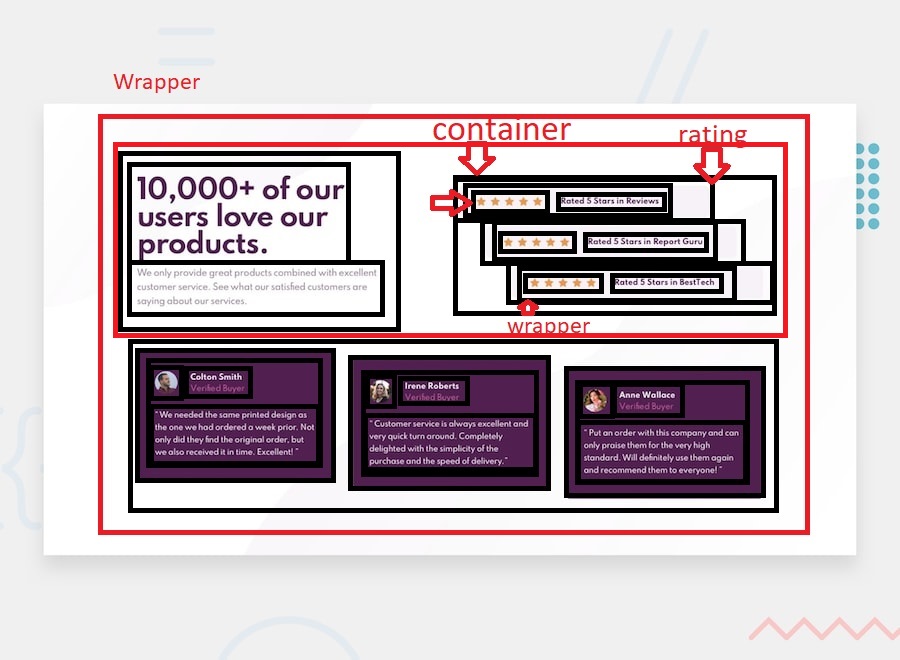 Wrapper
container
rating
10,000+ of our
users love our
products.
We only provide great products combined with excellent
customer service. See what our satisfied customers are
saying about our services.
Rated 5 Stars in Reviews
Rated 5 Stars in Report Guru
Rated 5 Stars in BestTech
wrapper
Colton Smith
Verified Buyer
" We needed the same printed design as
the one we had ordered a week prior. Not
only did they find the original order, but
we also received it in time. Excellent! "
Irene Roberts
Verified Buyer
" Customer service is always excellent and
very quick turn around. Completely
delighted with the simplicity of the
purchase and the speed of delivery. "
Anne Wallace
Verified Buyer
" Put an order with this company and can
only praise them for the very high
standard. Will definitely use them again
and recommend them to everyone! "